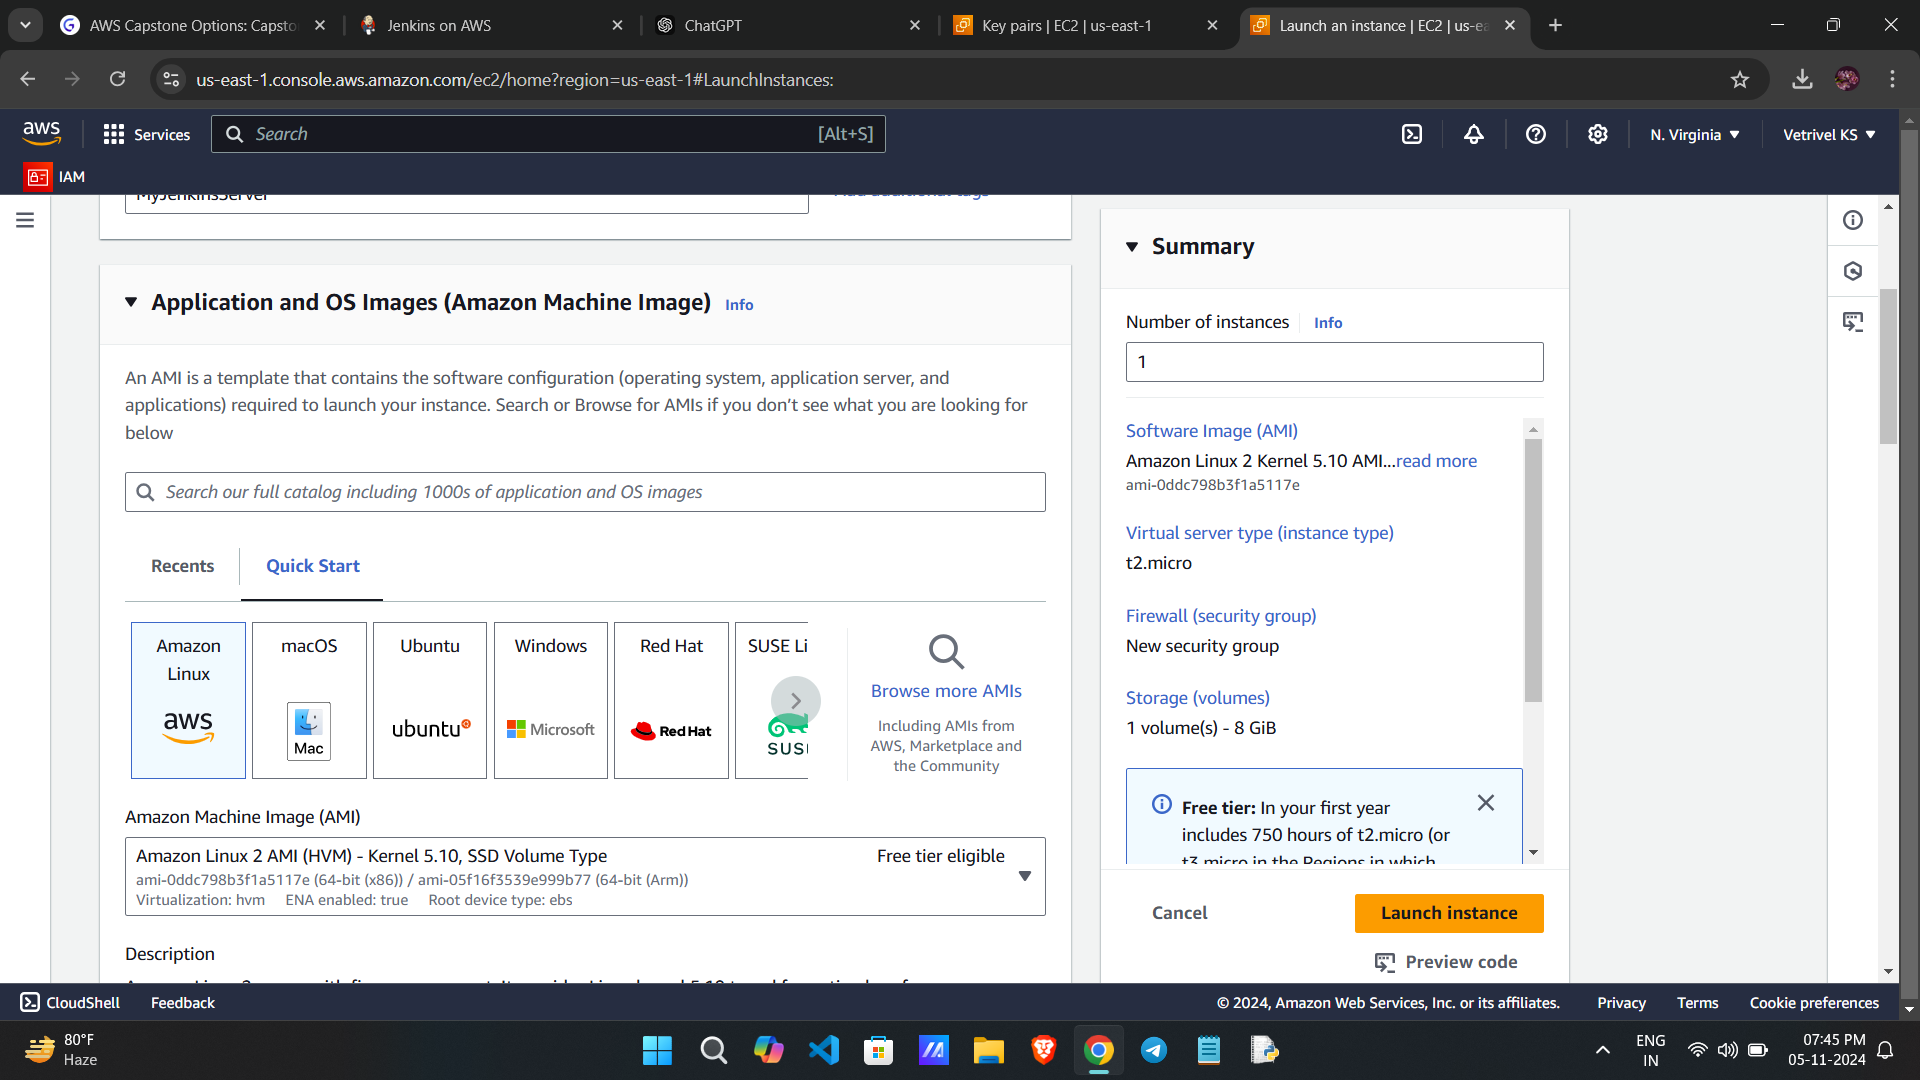 AWS Capstone Options: Capsto
Jenkins on AWS
ChatGPT
Key pairs | EC2 | us-east-1
Launch an instance | EC2 | us-ea
us-east-1.console.aws.amazon.com/ec2/home?region=us-east-1#LaunchInstances:
aws
Services
Search
[Alt+S]
N. Virginia
Vetrivel KS
IAM
MyJenkinsServer
Add additional tags
Application and OS Images (Amazon Machine Image) Info
An AMI is a template that contains the software configuration (operating system, application server, and
applications) required to launch your instance. Search or Browse for AMIs if you don’t see what you are looking for
below
Search our full catalog including 1000s of application and OS images
Recents
Quick Start
Amazon
Linux
aws
macOS
Mac
Ubuntu
ubuntu
Windows
Microsoft
Red Hat
Red Hat
SUSE Li
SUS
Browse more AMIs
Including AMIs from
AWS, Marketplace and
the Community
Amazon Machine Image (AMI)
Amazon Linux 2 AMI (HVM) - Kernel 5.10, SSD Volume Type
Free tier eligible
ami-0ddc798b3f1a5117e (64-bit (x86)) / ami-05f16f3539e999b77 (64-bit (Arm))
Virtualization: hvm ENA enabled: true Root device type: ebs
Description
Summary
Number of instances Info
1
Software Image (AMI)
Amazon Linux 2 Kernel 5.10 AMI...read more
ami-0ddc798b3f1a5117e
Virtual server type (instance type)
t2.micro
Firewall (security group)
New security group
Storage (volumes)
1 volume(s) - 8 GiB
Free tier: In your first year
includes 750 hours of t2.micro (or
t3.micro in the Regions in which
Cancel
Launch instance
Preview code
CloudShell
Feedback
© 2024, Amazon Web Services, Inc. or its affiliates.
Privacy
Terms
Cookie preferences
80°F
Haze
ENG
IN
07:45 PM
05-11-2024